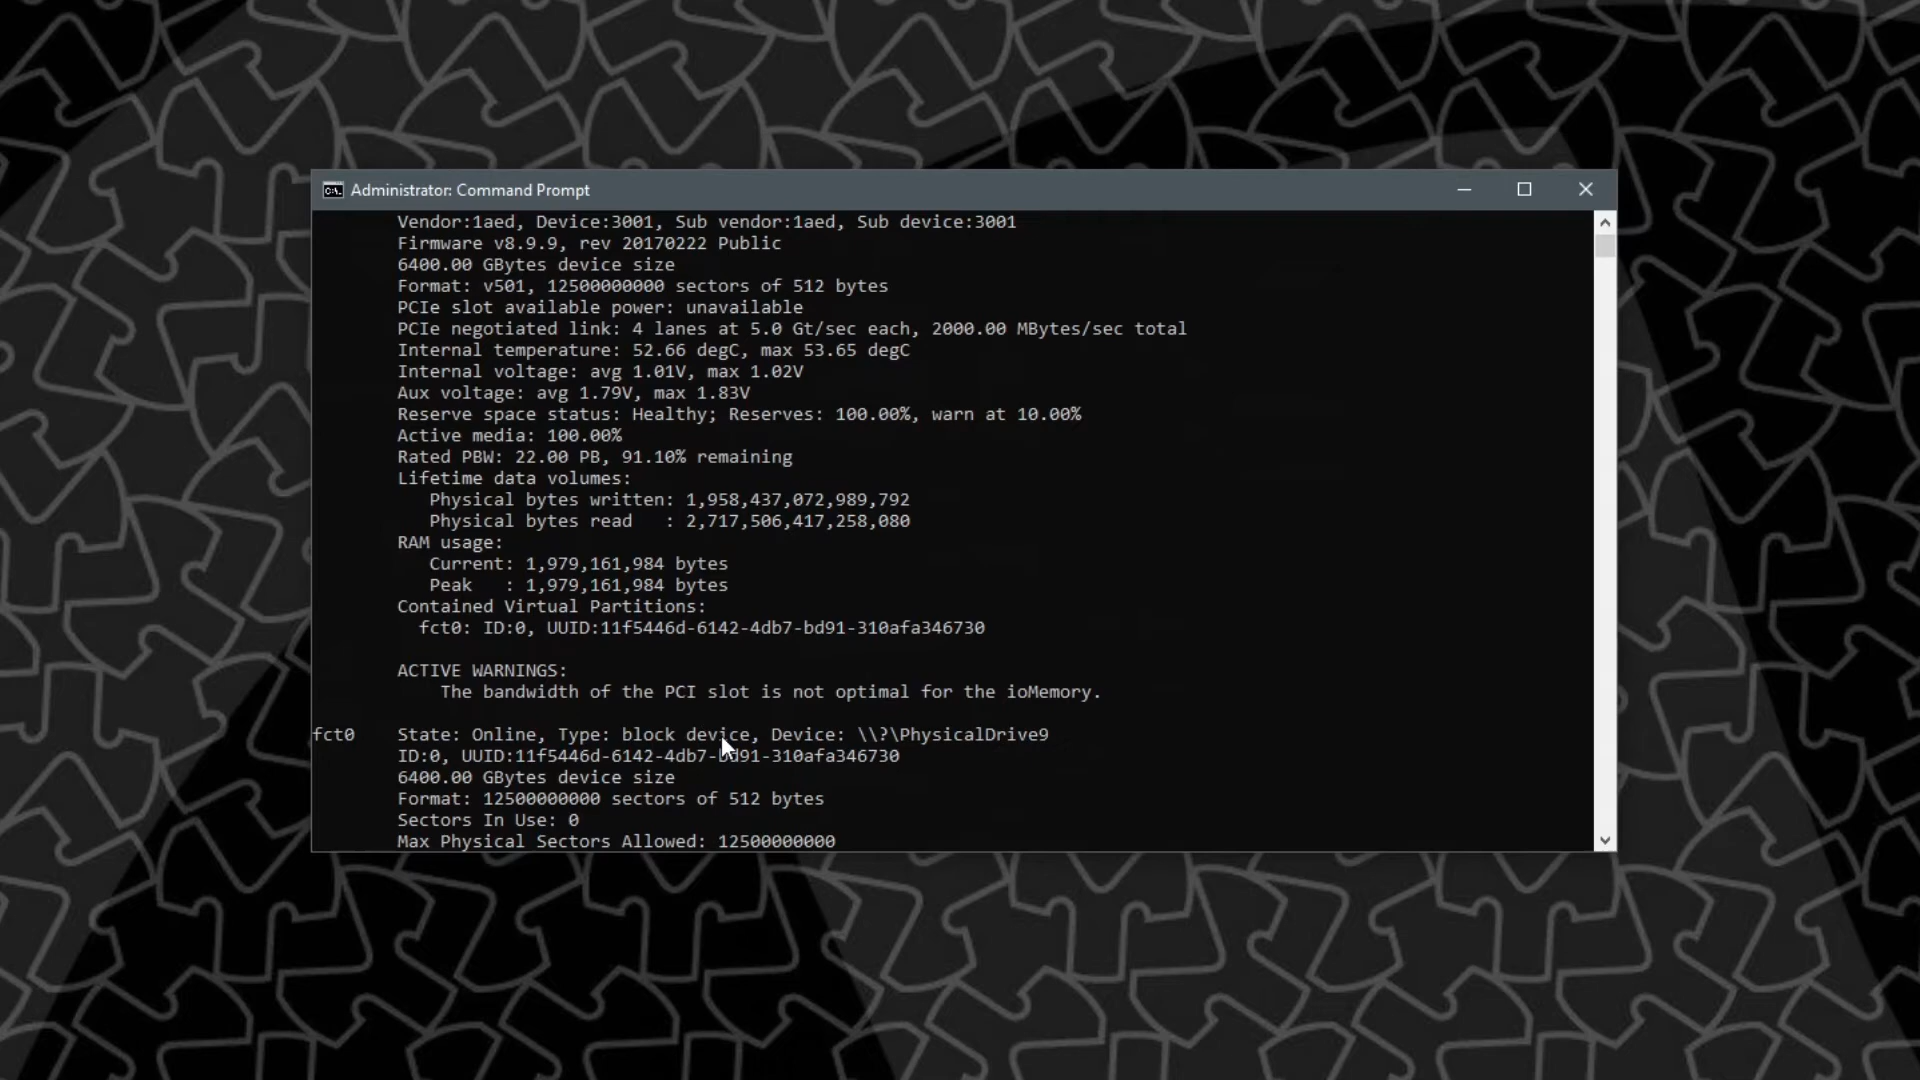 Administrator: Command Prompt
Vendor:1aed, Device:3001, Sub vendor:1aed, Sub device:3001
Firmware v8.9.9, rev 20170222 Public
6400.00 GBytes device size
Format: v501, 12500000000 sectors of 512 bytes
PCIe slot available power: unavailable
PCIe negotiated link: 4 lanes at 5.0 Gt/sec each, 2000.00 MBytes/sec total
Internal temperature: 52.66 degC, max 53.65 degC
Internal voltage: avg 1.01V, max 1.02V
Aux voltage: avg 1.79V, max 1.83V
Reserve space status: Healthy; Reserves: 100.00%, warn at 10.00%
Active media: 100.00%
Rated PBW: 22.00 PB, 91.10% remaining
Lifetime data volumes:
Physical bytes written: 1,958,437,072,989,792
Physical bytes read   : 2,717,506,417,258,080
RAM usage:
Current: 1,979,161,984 bytes
Peak   : 1,979,161,984 bytes
Contained Virtual Partitions:
fct0: ID:0, UUID:11f5446d-6142-4db7-bd91-310afa346730
ACTIVE WARNINGS:
The bandwidth of the PCI slot is not optimal for the ioMemory.
fct0    State: Online, Type: block device, Device: \\?\PhysicalDrive9
ID:0, UUID:11f5446d-6142-4db7-bd91-310afa346730
6400.00 GBytes device size
Format: 12500000000 sectors of 512 bytes
Sectors In Use: 0
Max Physical Sectors Allowed: 12500000000